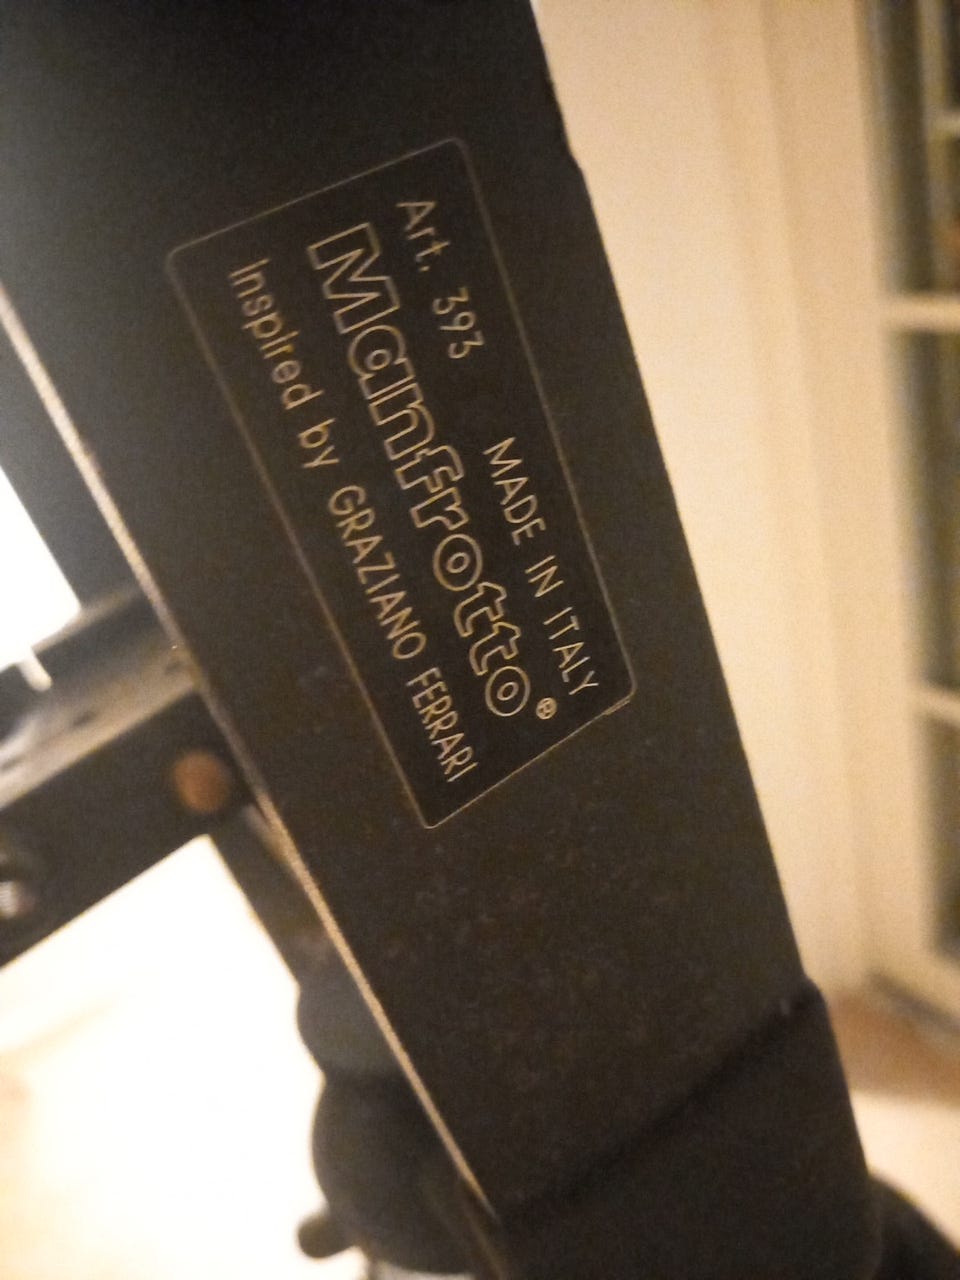 Art. 393 MADE IN ITALY
Manfrotto®
Inspired by GRAZIANO FERRARI